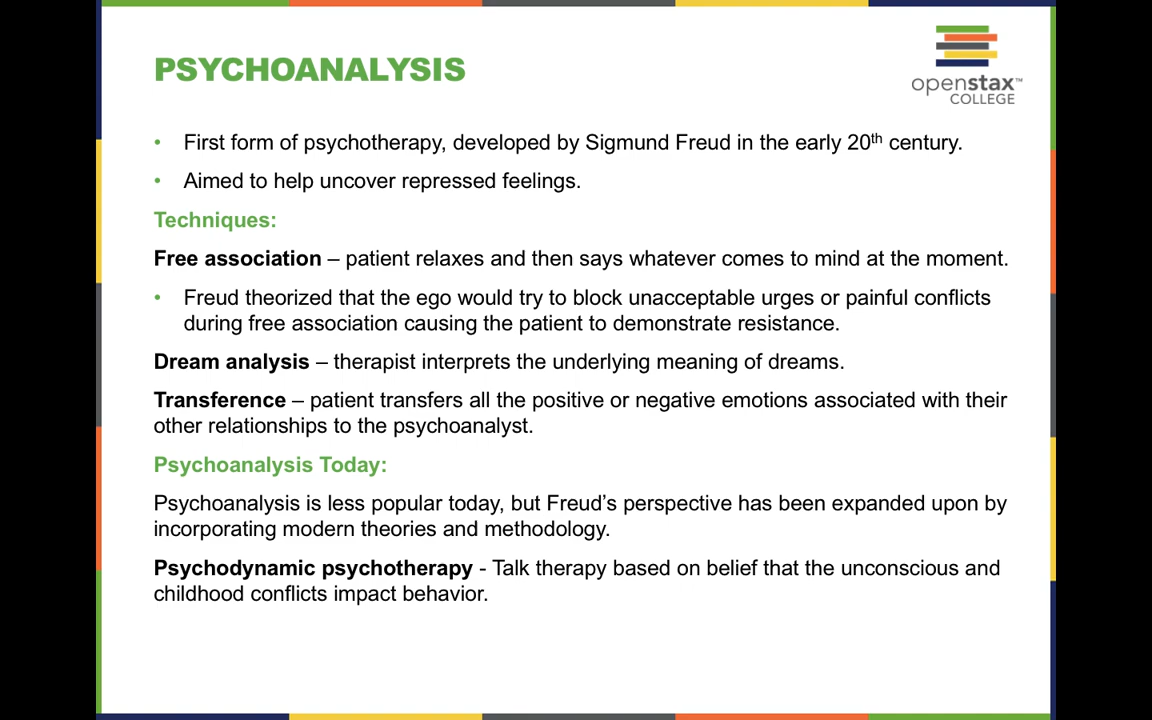 PSYCHOANALYSIS
openstax™
COLLEGE
• First form of psychotherapy, developed by Sigmund Freud in the early 20th century.
• Aimed to help uncover repressed feelings.
Techniques:
Free association – patient relaxes and then says whatever comes to mind at the moment.
• Freud theorized that the ego would try to block unacceptable urges or painful conflicts
during free association causing the patient to demonstrate resistance.
Dream analysis – therapist interprets the underlying meaning of dreams.
Transference – patient transfers all the positive or negative emotions associated with their
other relationships to the psychoanalyst.
Psychoanalysis Today:
Psychoanalysis is less popular today, but Freud’s perspective has been expanded upon by
incorporating modern theories and methodology.
Psychodynamic psychotherapy - Talk therapy based on belief that the unconscious and
childhood conflicts impact behavior.